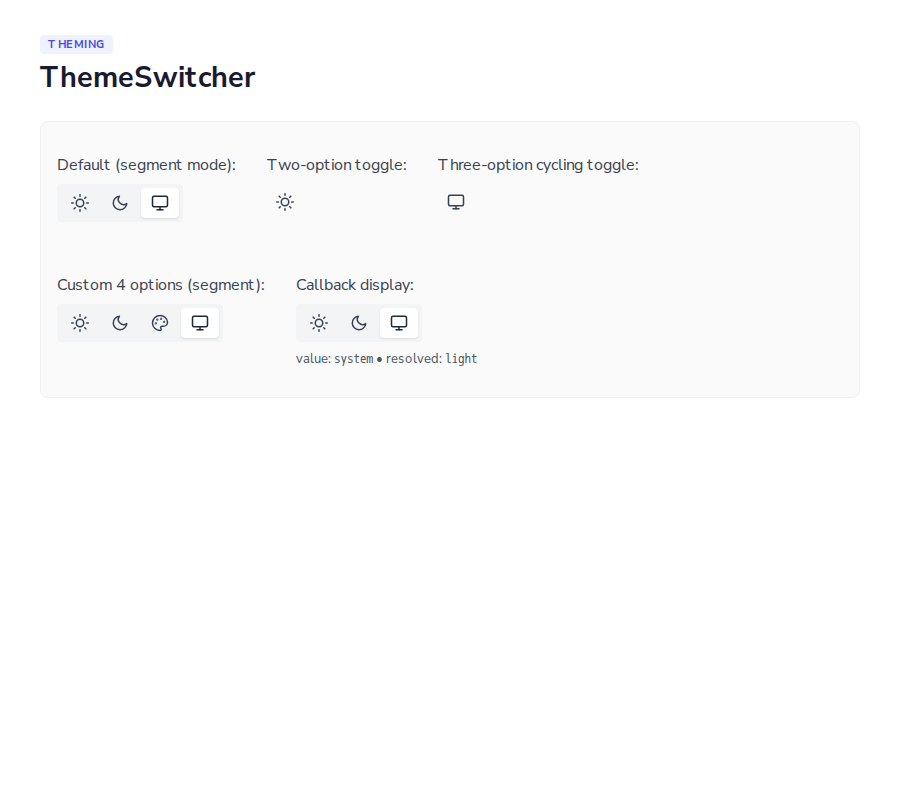 THEMING
ThemeSwitcher
Default (segment mode):
Two-option toggle:
Three-option cycling toggle:
Custom 4 options (segment):
Callback display:
value: system • resolved: light